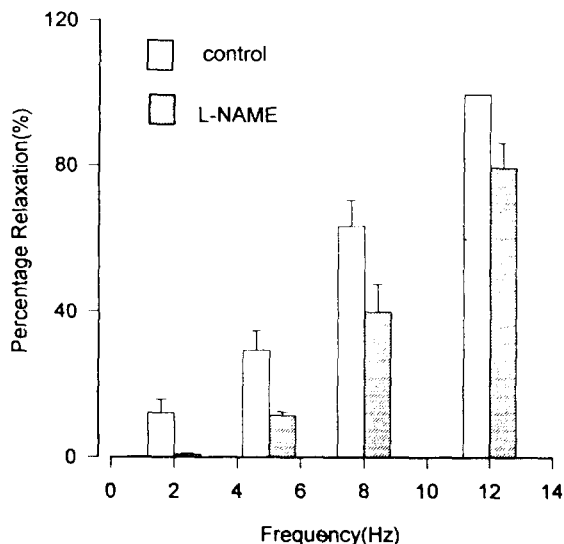 120
control
L-NAME
Percentage Relaxation(%)
80
40
0
0 2 4 6 8 10 12 14
Frequency(Hz)